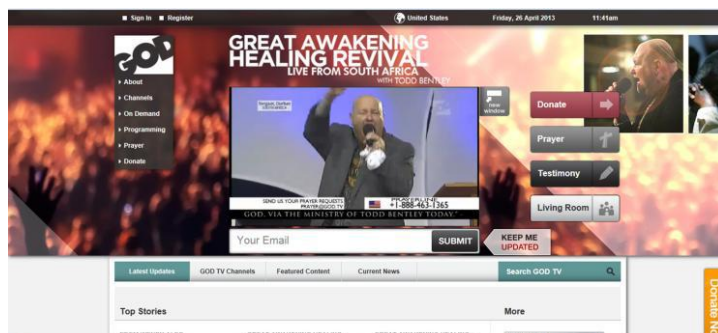 Sign In Register United States Friday, 26 April 2013 11:41am
GOD
About
Channels
On Demand
Programming
Prayer
Donate
GREAT AWAKENING
HEALING REVIVAL
LIVE FROM SOUTH AFRICA
WITH TODD BENTLEY
new
window
SEND US YOUR PRAYER REQUESTS:
PRAYER@GOD.TV
PRAYERLINE
+1-888-463-1365
GOD, VIA THE MINISTRY OF TODD BENTLEY TODAY."
Donate
Prayer
Testimony
Living Room
Your Email
SUBMIT
KEEP ME
UPDATED
Latest Updates GOD TV Channels Featured Content Current News Search GOD TV
Top Stories More